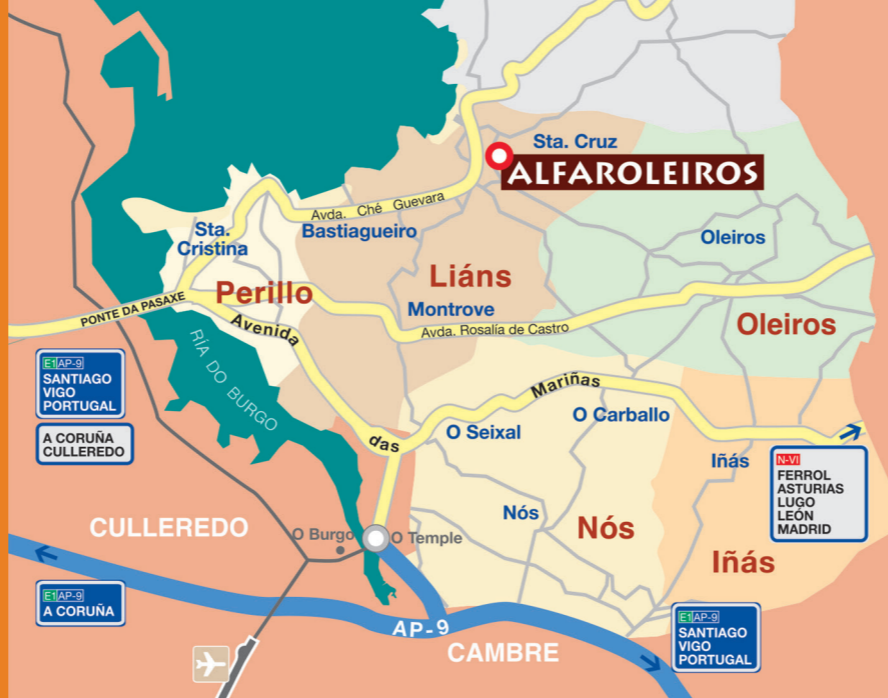 Sta. Cruz
ALFAROLEIROS
Avda. Ché Guevara
Bastiagueiro
Sta.
Cristina
Oleiros
Liáns
Perillo
Montrove
PONTE DA PASAXE
Avenida
das
Mariñas
Avda. Rosalía de Castro
Oleiros
RÍA DO BURGO
E1 AP-9
SANTIAGO
VIGO
PORTUGAL
A CORUÑA
CULLEREDO
O Carballo
O Seixal
Iñás
N-VI
FERROL
ASTURIAS
LUGO
LEÓN
MADRID
Nós
Nós
CULLEREDO
O Burgo
O Temple
Iñás
E1 AP-9
A CORUÑA
AP-9
CAMBRE
E1 AP-9
SANTIAGO
VIGO
PORTUGAL